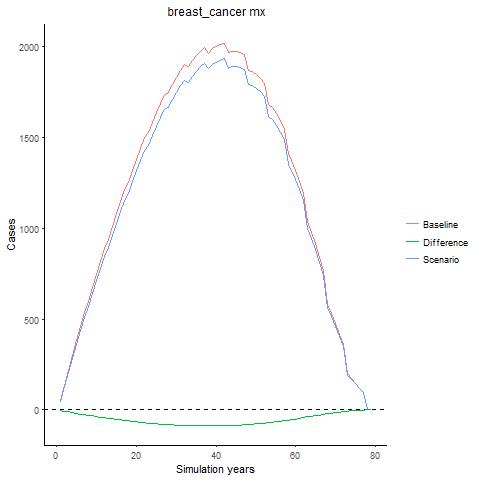 breast_cancer mx
Cases
2000
1500
1000
500
0
0
20
40
60
80
Simulation years
Baseline
Difference
Scenario